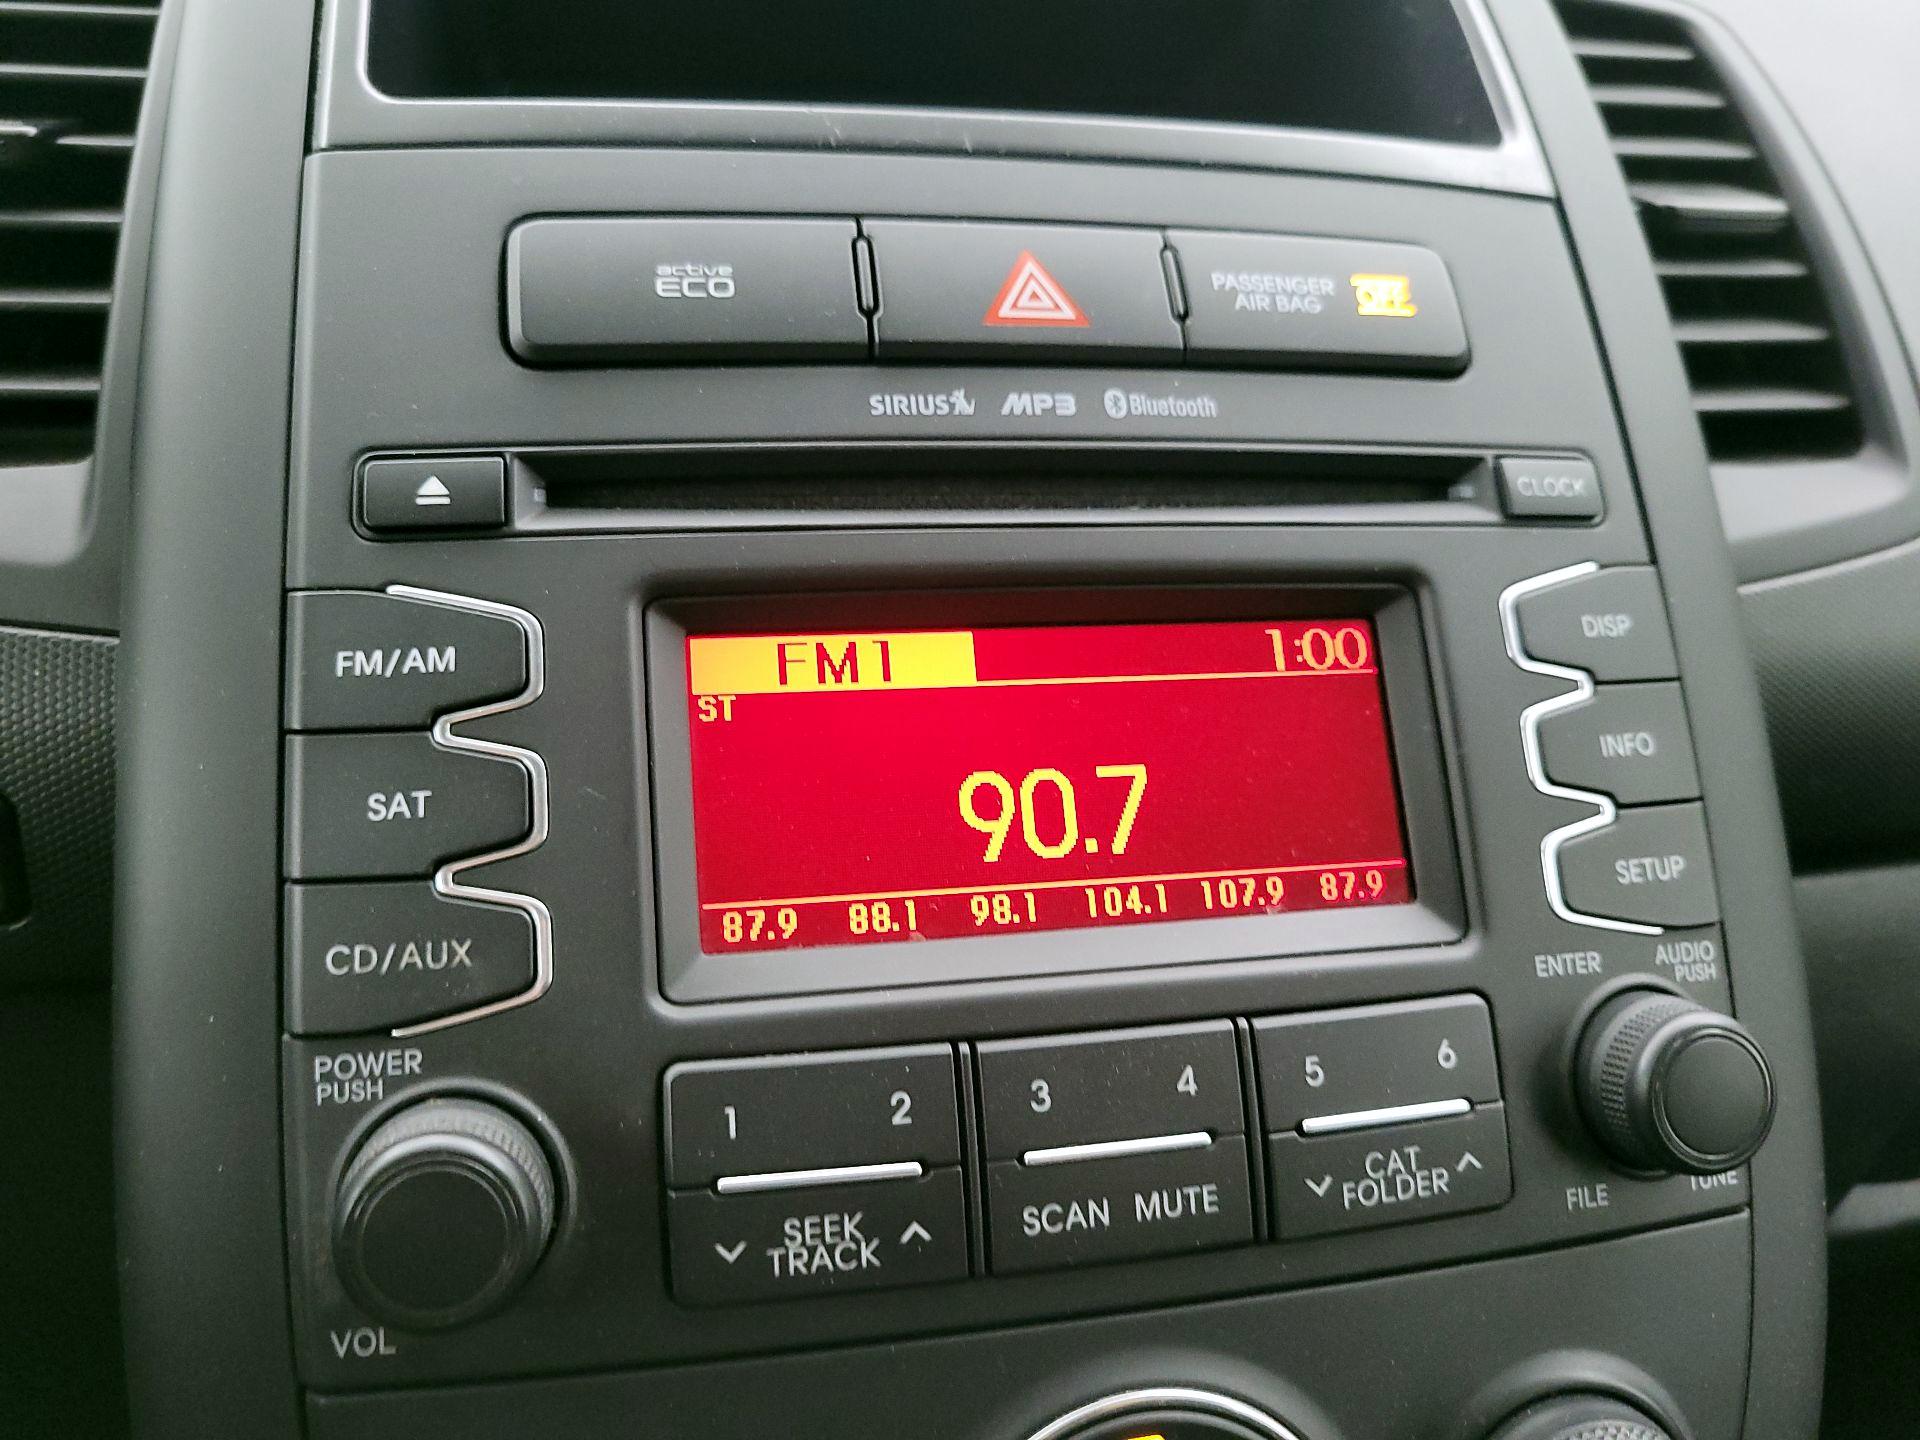 active
ECO
PASSENGER
AIR BAG
OFF
SIRIUS MP3 Bluetooth
CLOCK
FM/AM
FM1 1:00
DISP
ST
INFO
SAT
90.7
SETUP
87.9 88.1 98.1 104.1 107.9 87.9
CD/AUX
ENTER
AUDIO
PUSH
POWER
PUSH
1 2 3 4 5 6
SEEK
TRACK
SCAN MUTE
CAT
FOLDER
FILE
TUNE
VOL